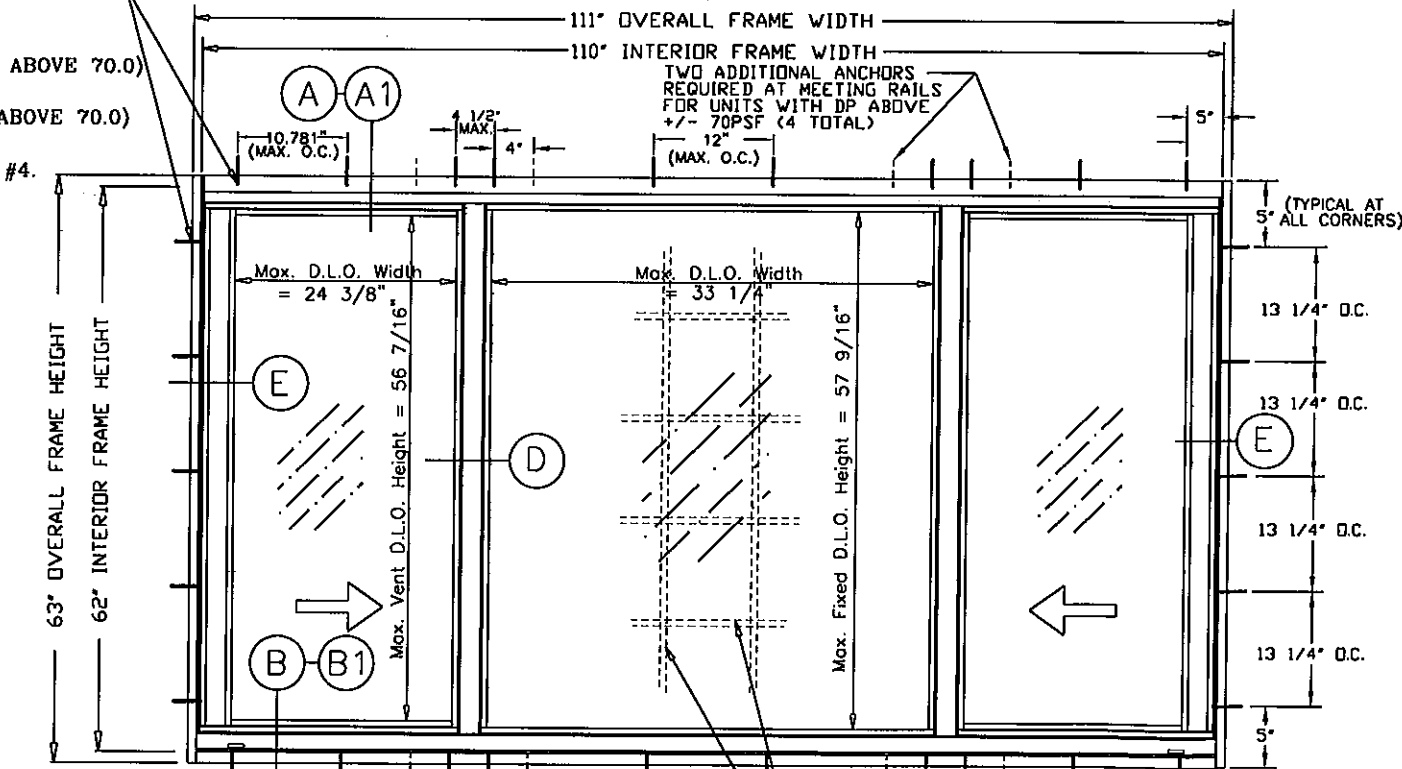 111" OVERALL FRAME WIDTH
110" INTERIOR FRAME WIDTH
ABOVE 70.0)
ABOVE 70.0)
#4.
A
A1
TWO ADDITIONAL ANCHORS
REQUIRED AT MEETING RAILS
FOR UNITS WITH DP ABOVE
+/- 70PSF (4 TOTAL)
10.781"
(MAX. O.C.)
4 1/2"
MAX.
4"
12"
(MAX. O.C.)
5"
5" (TYPICAL AT
ALL CORNERS)
Max. D.L.O. Width
= 24 3/8"
Max. D.L.O. Width
= 33 1/4"
13 1/4" O.C.
13 1/4" O.C.
13 1/4" O.C.
13 1/4" O.C.
5"
63" OVERALL FRAME HEIGHT
62" INTERIOR FRAME HEIGHT
Max. Vent D.L.O. Height = 56 7/16"
Max. Fixed D.L.O. Height = 57 9/16"
E
D
E
B
B1